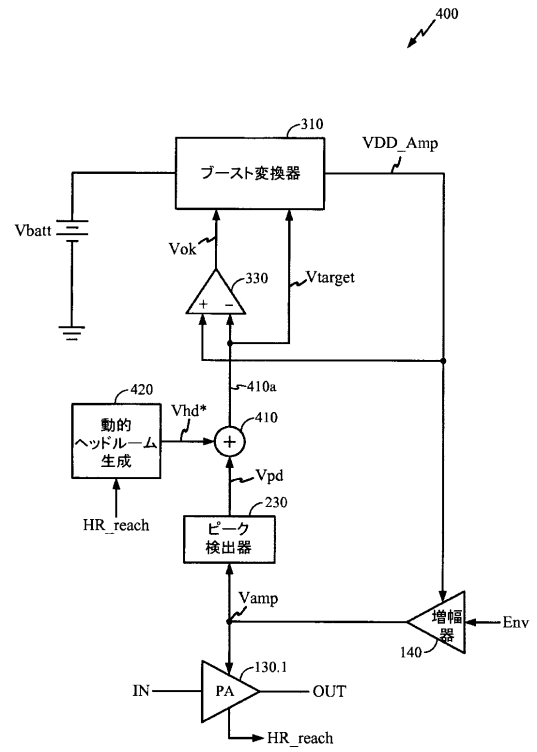 400
310
VDD_Amp
ブースト変換器
Vbatt
Vok
330
Vtarget
+
−
420
動的
ヘッドルーム
生成
Vhd*
410a
410
+
Vpd
HR_reach
230
ピーク
検出器
Vamp
増幅
器
Env
140
130.1
IN
PA
OUT
HR_reach